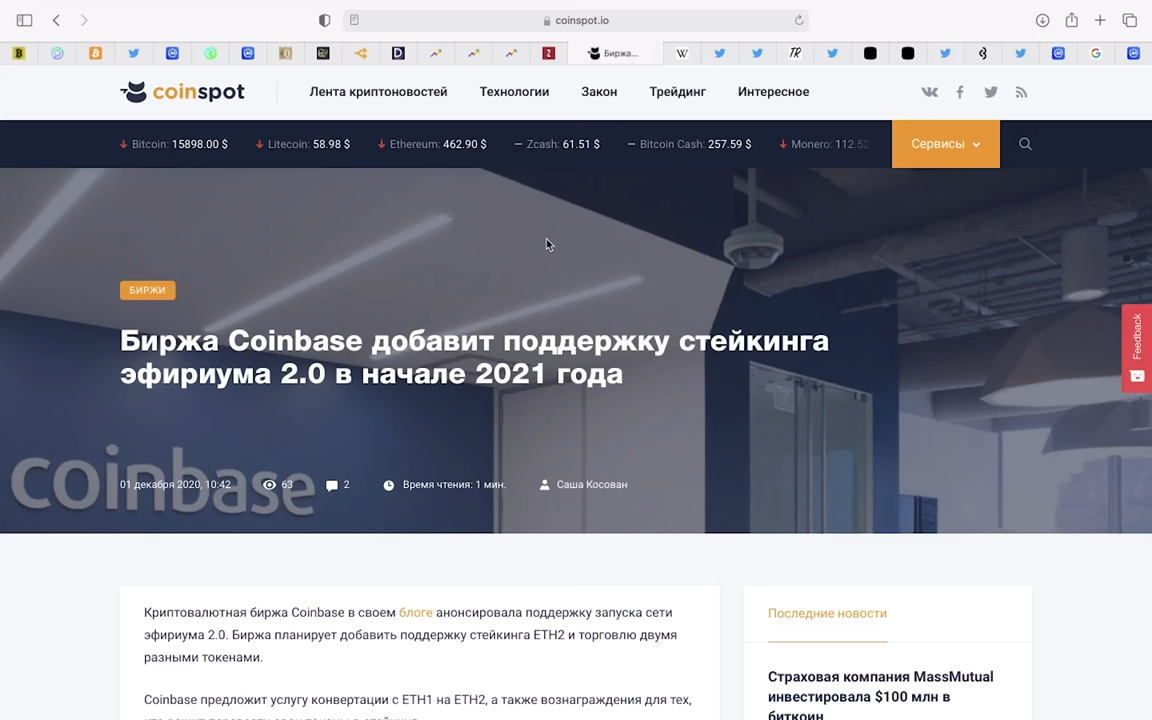 coinspot.io
Биржа...
coinspot
Лента криптоновостей
Технологии
Закон
Трейдинг
Интересное
Bitcoin: 15898.00 $
Litecoin: 58.98 $
Ethereum: 462.90 $
Zcash: 61.51 $
Bitcoin Cash: 257.59 $
Monero: 112.52
Сервисы
БИРЖИ
Биржа Coinbase добавит поддержку стейкинга
эфириума 2.0 в начале 2021 года
coinbase
01 декабря 2020, 10:42
63
2
Время чтения: 1 мин.
Саша Косован
Feedback
Криптовалютная биржа Coinbase в своем блоге анонсировала поддержку запуска сети
эфириума 2.0. Биржа планирует добавить поддержку стейкинга ETH2 и торговлю двумя
разными токенами.
Coinbase предложит услугу конвертации с ETH1 на ETH2, а также вознаграждения для тех,
Последние новости
Страховая компания MassMutual
инвестировала $100 млн в
биткоин